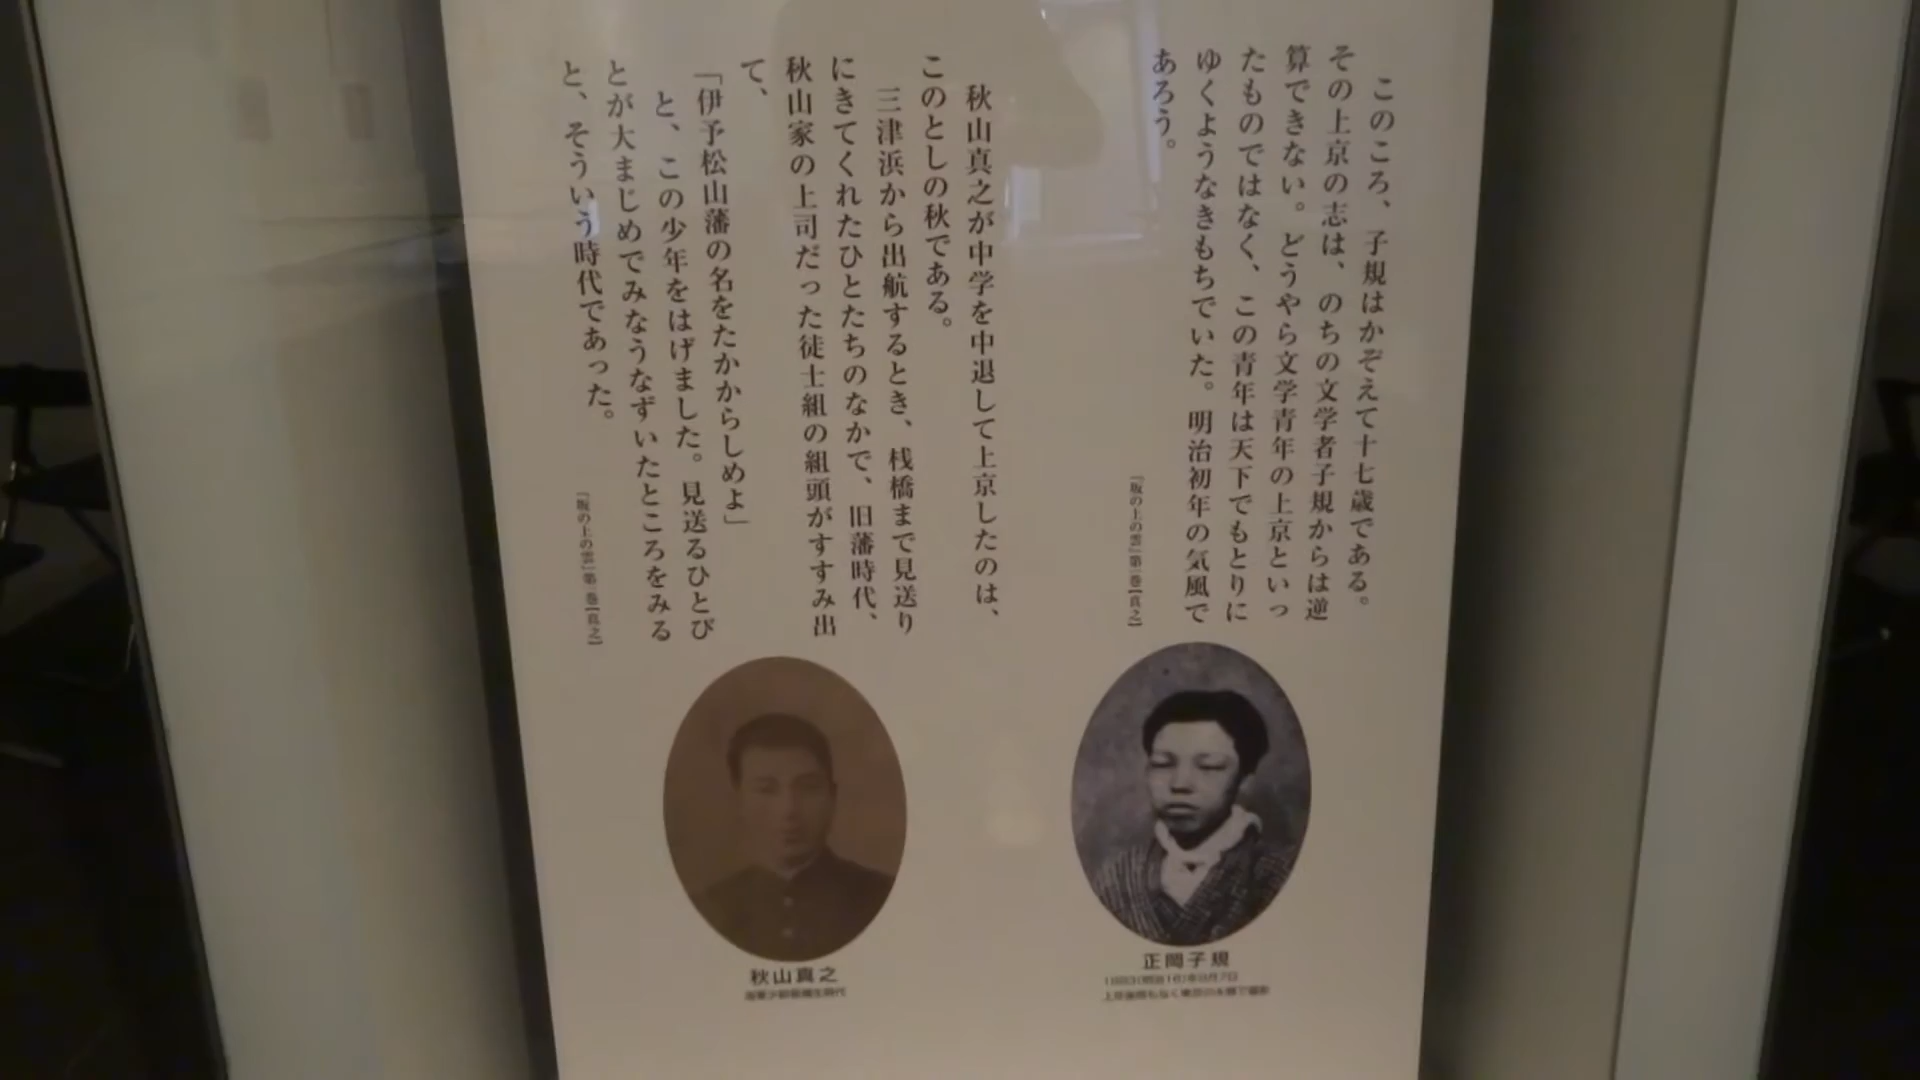 このころ、子規はかぞえて十七歳である。
その上京の志は、のちの文学者子規からは逆
算できない。どうやら文学青年の上京といっ
たものではなく、この青年は天下でもとりに
ゆくようなきもちでいた。明治初年の気風で
あろう。
『坂の上の雲』第一巻【真之】
秋山真之が中学を中退して上京したのは、
このとしの秋である。
三津浜から出航するとき、桟橋まで見送り
にきてくれたひとたちのなかで、旧藩時代、
秋山家の上司だった徒士組の組頭がすすみ出
て、
「伊予松山藩の名をたかからしめよ」
と、この少年をはげました。見送るひとび
とが大まじめでみなうなずいたところをみる
と、そういう時代であった。
『坂の上の雲』第一巻【真之】
正岡子規
秋山真之